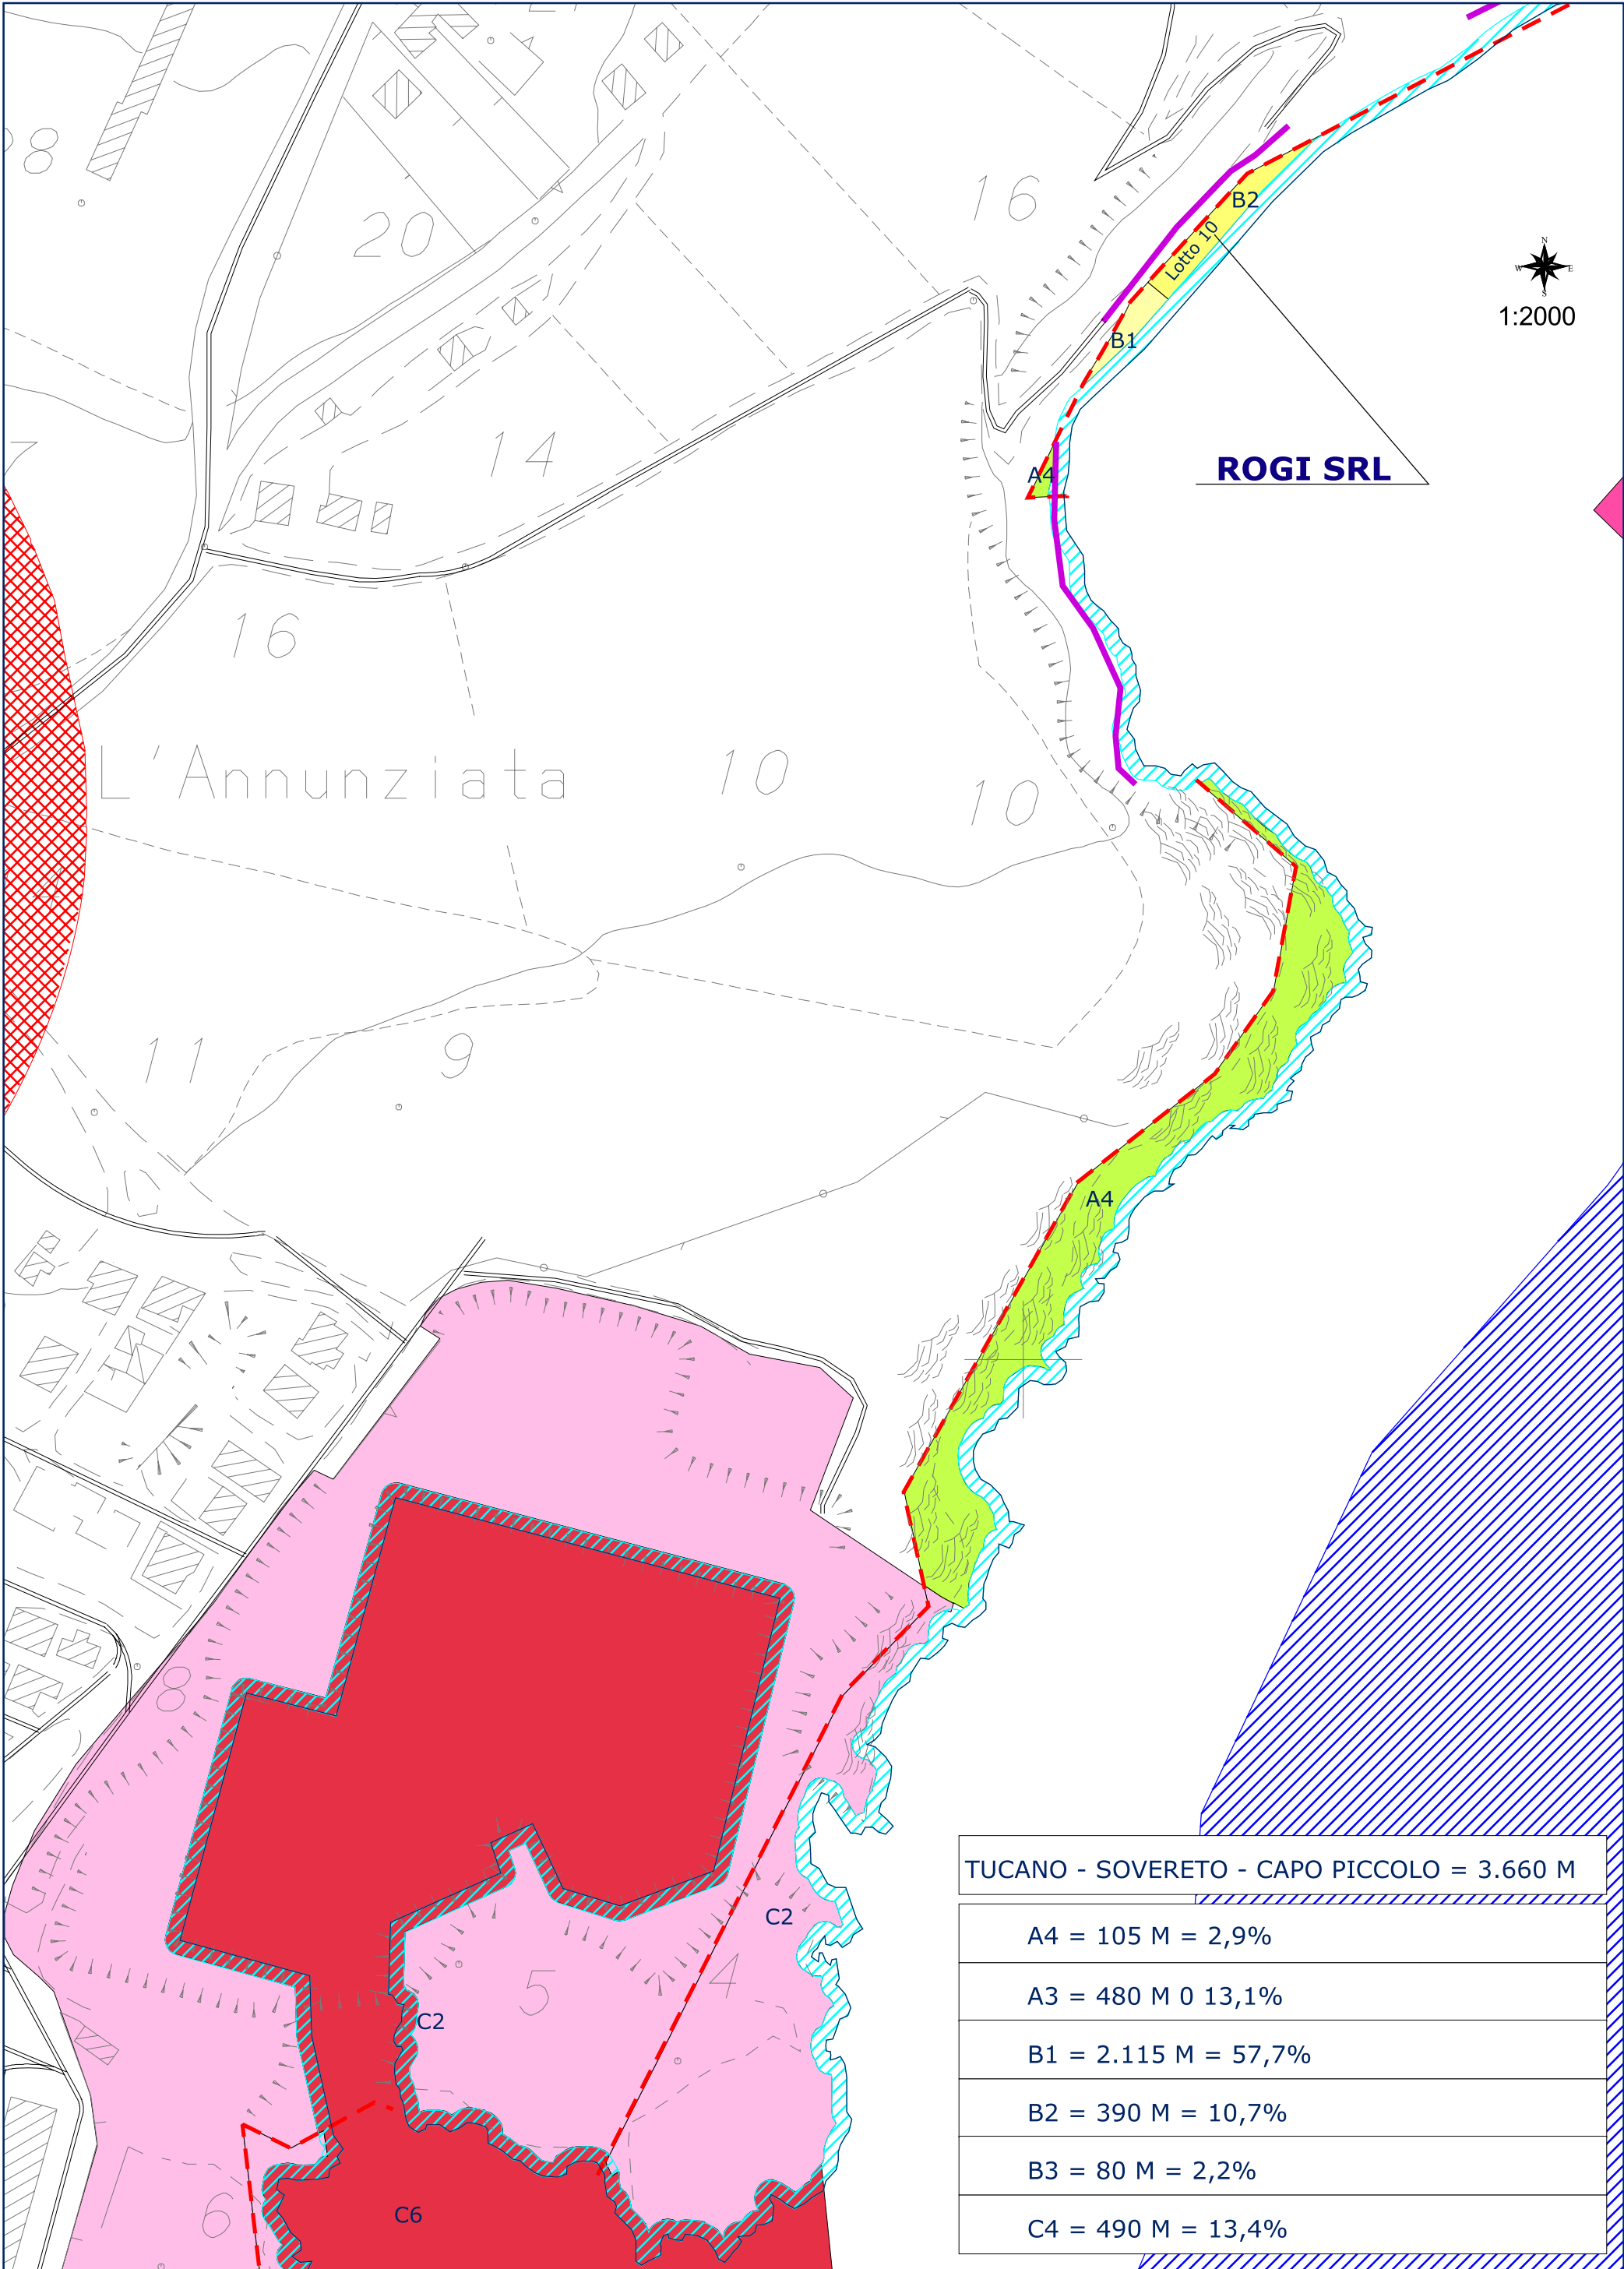 8
20
16
B2
Lotto 10
N
W E
S
1:2000
B1
14
A4
ROGI SRL
16
L'Annunziata
10
10
11
9
A4
8
C2
5
4
C2
6
C6
TUCANO - SOVERETO - CAPO PICCOLO = 3.660 M
A4 = 105 M = 2,9%
A3 = 480 M 0 13,1%
B1 = 2.115 M = 57,7%
B2 = 390 M = 10,7%
B3 = 80 M = 2,2%
C4 = 490 M = 13,4%